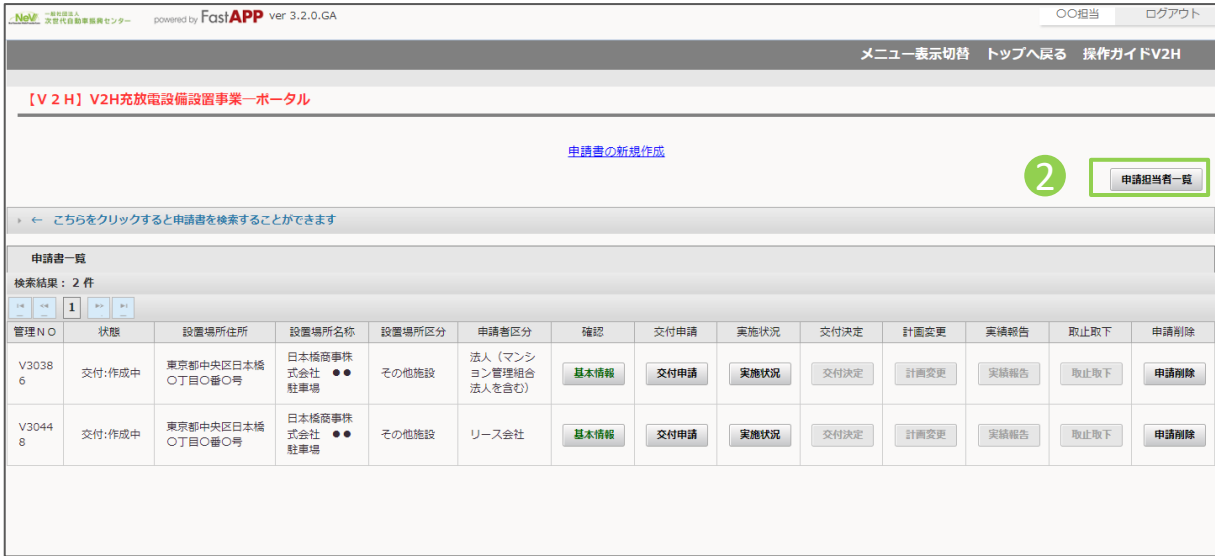 NeV 一般社団法人 次世代自動車振興センター powered by FastAPP ver 3.2.0.GA 〇〇担当 ログアウト
メニュー表示切替 トップへ戻る 操作ガイドV2H
【V２H】V2H充放電設備設置事業―ポータル
申請書の新規作成
2 申請担当者一覧
← こちらをクリックすると申請書を検索することができます
申請書一覧
検索結果： 2 件
1
管理ＮＯ 状態 設置場所住所 設置場所名称 設置場所区分 申請者区分 確認 交付申請 実施状況 交付決定 計画変更 実績報告 取止取下 申請削除
V3038
6
交付:作成中
東京都中央区日本橋
〇丁目〇番〇号
日本橋商事株
式会社 ●●
駐車場
その他施設
法人（マンシ
ョン管理組合
法人を含む）
基本情報 交付申請 実施状況 交付決定 計画変更 実績報告 取止取下 申請削除
V3044
8
交付:作成中
東京都中央区日本橋
〇丁目〇番〇号
日本橋商事株
式会社 ●●
駐車場
その他施設
リース会社
基本情報 交付申請 実施状況 交付決定 計画変更 実績報告 取止取下 申請削除